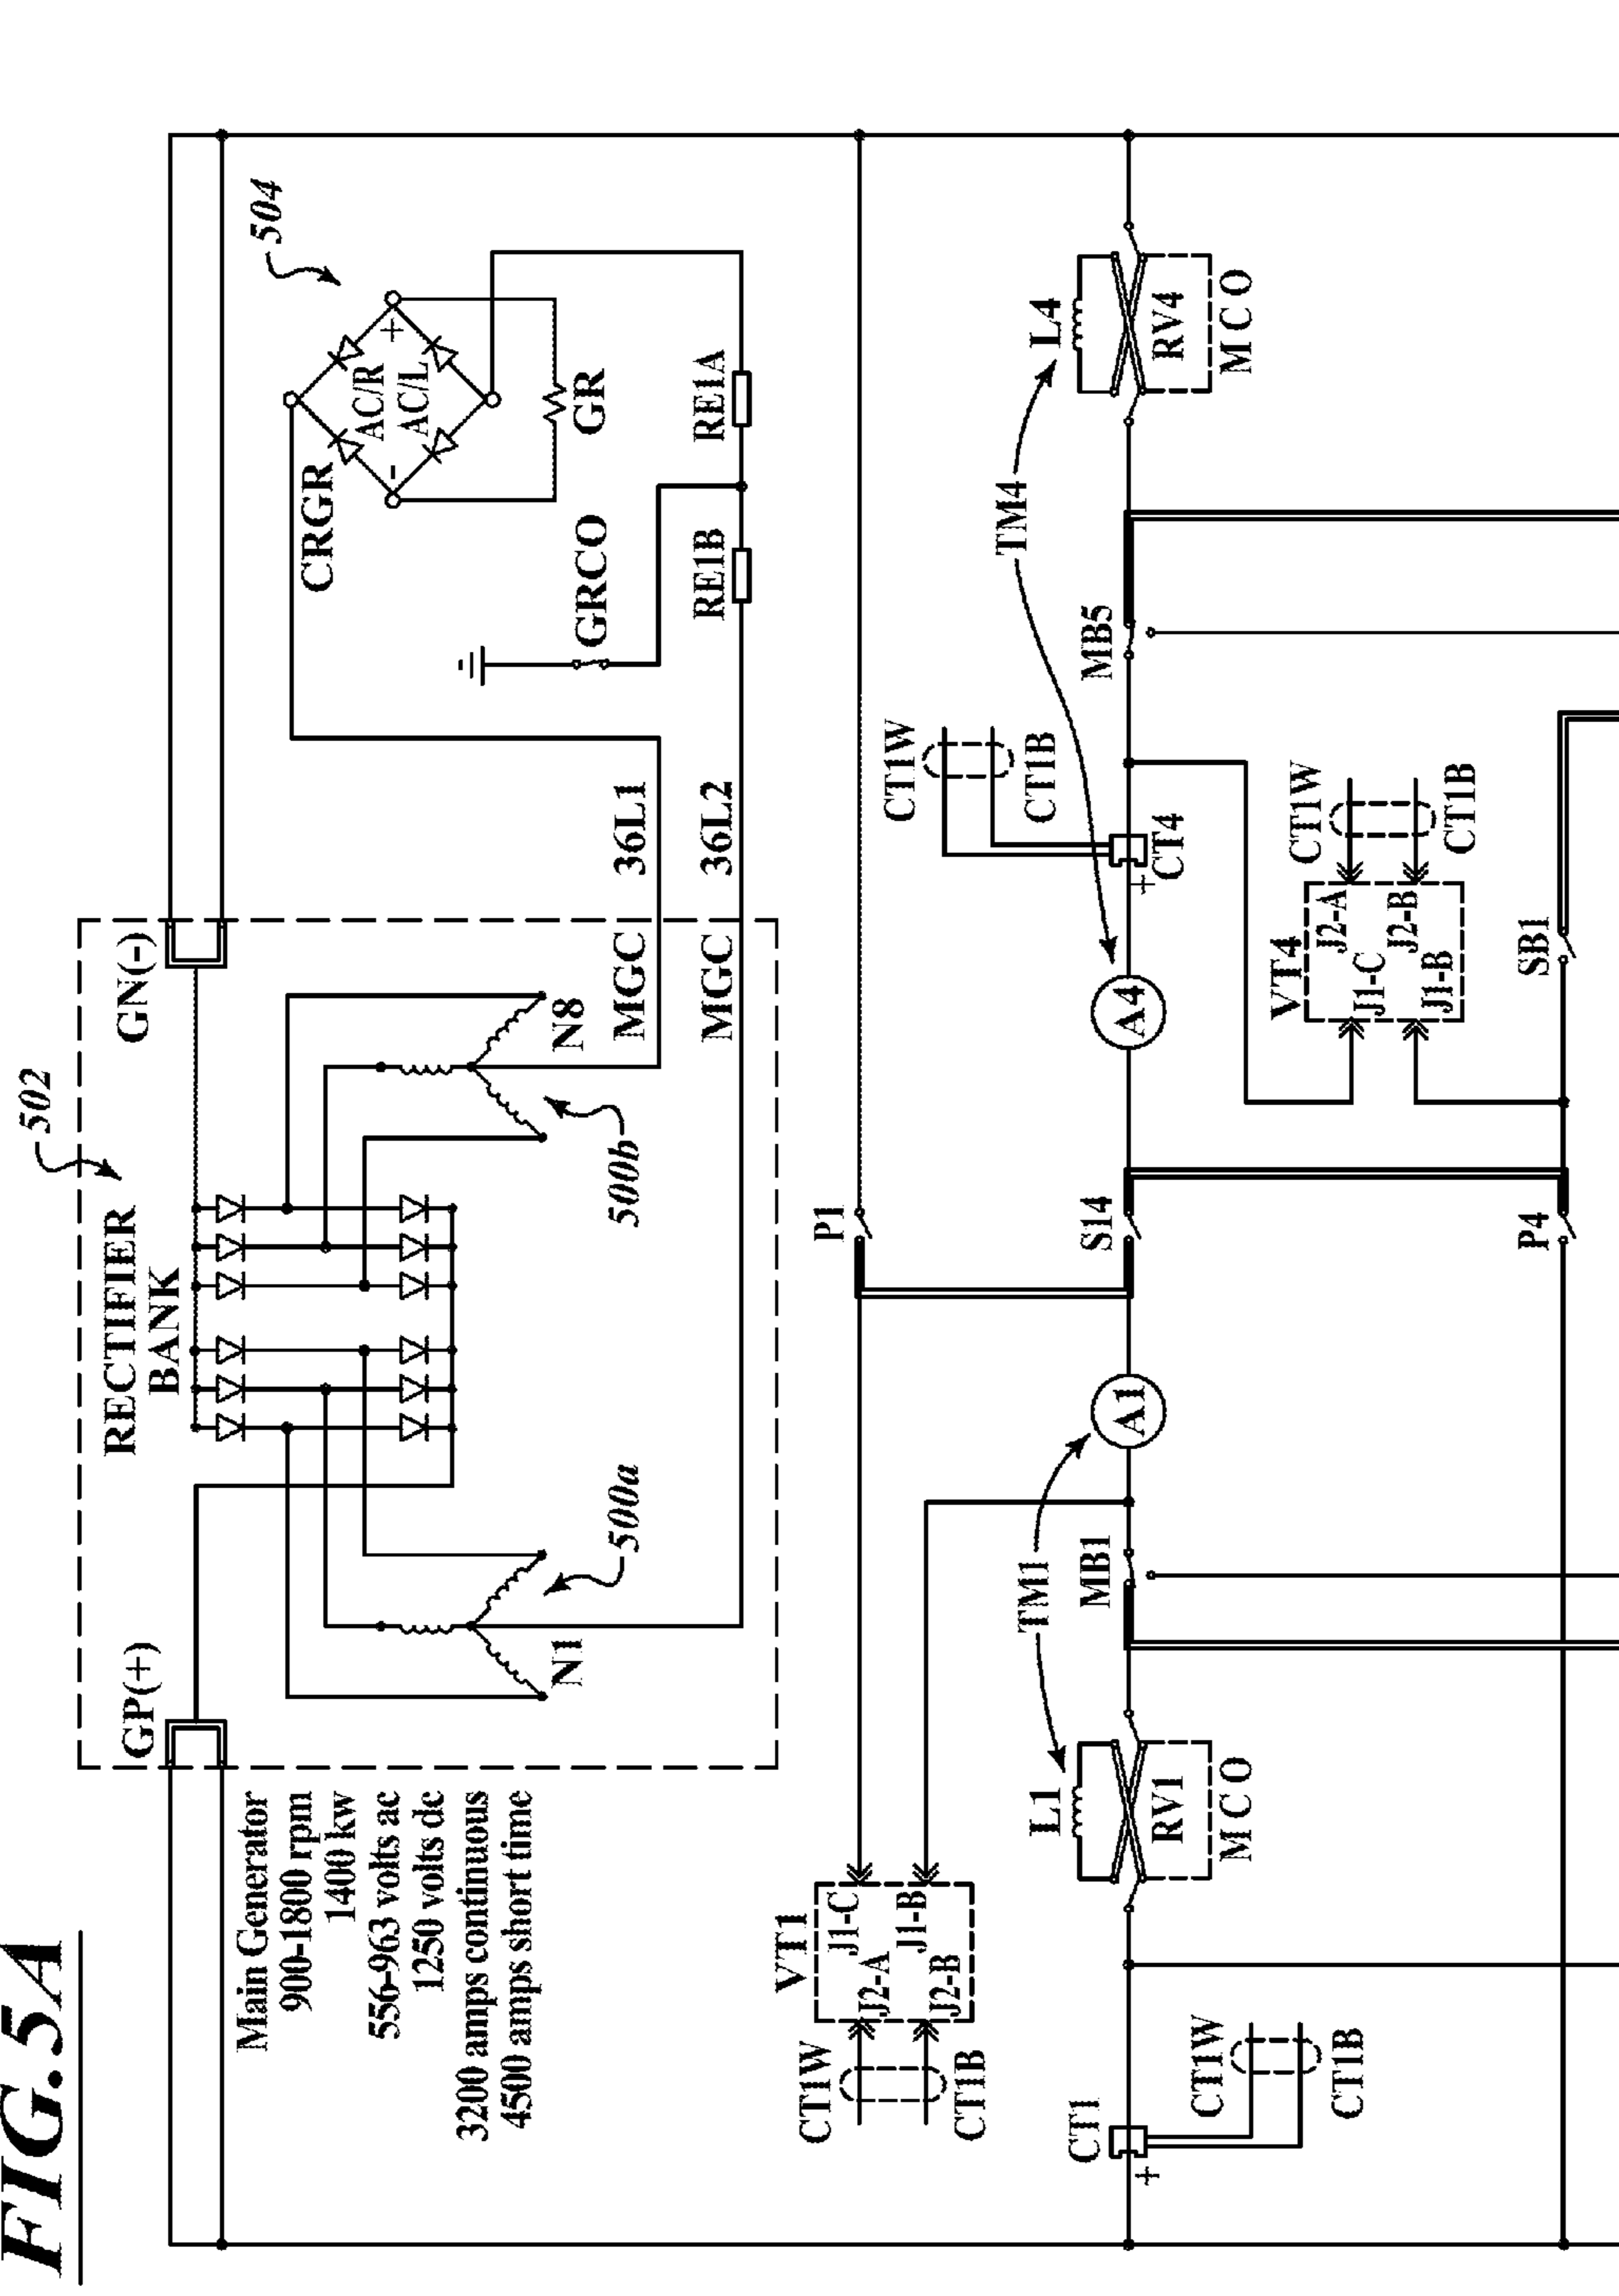 FIG.5A
502
RECTIFIER
BANK
GP(+)
GN(-)
504
Main Generator
900-1800 rpm
1400 kw
556-963 volts ac
1250 volts dc
3200 amps continuous
4500 amps short time
N1
500a
500b
N8
MGC
36L1
MGC
36L2
CRGR
+
AC/R
AC/L
-
GR
GRCO
RE1B
RE1A
VT1
CT1W
J2-A
J1-C
J2-B
J1-B
CT1B
P1
TM1
L1
RV1
MCO
MB1
A1
S14
A4
CT1W
CT1B
+
CT4
TM4
MB5
L4
RV4
MCO
+
CT1
CT1W
CT1B
VT4
J1-C
J2-A
J1-B
J2-B
CT1W
CT1B
P4
SB1